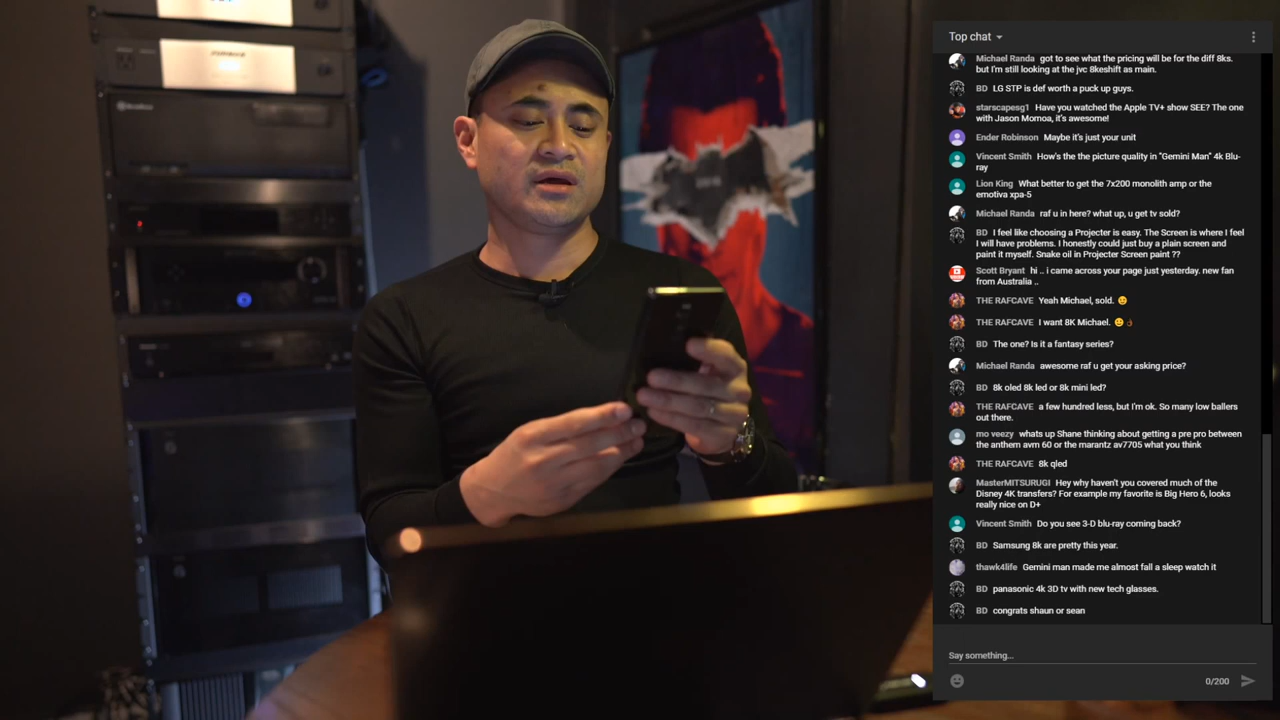 Top chat
Michael Randa got to see what the pricing will be for the diff 8ks.
but I'm still looking at the jvc 8keshift as main.
BD LG STP is def worth a puck up guys.
starscapesg1 Have you watched the Apple TV+ show SEE? The one
with Jason Momoa, it's awesome!
Ender Robinson Maybe it's just your unit
Vincent Smith How's the the picture quality in "Gemini Man" 4k Blu-
ray
Lion King What better to get the 7x200 monolith amp or the
emotiva xpa-5
Michael Randa raf u in here? what up, u get tv sold?
BD I feel like choosing a Projecter is easy. The Screen is where I feel
I will have problems. I honestly could just buy a plain screen and
paint it myself. Snake oil in Projecter Screen paint ??
Scott Bryant hi .. i came across your page just yesterday. new fan
from Australia ..
THE RAFCAVE Yeah Michael, sold. 😉
THE RAFCAVE I want 8K Michael. 😉👌
BD The one? Is it a fantasy series?
Michael Randa awesome raf u get your asking price?
BD 8k oled 8k led or 8k mini led?
THE RAFCAVE a few hundred less, but I'm ok. So many low ballers
out there.
mo veezy whats up Shane thinking about getting a pre pro between
the anthem avm 60 or the marantz av7705 what you think
THE RAFCAVE 8k qled
MasterMITSURUGI Hey why haven't you covered much of the
Disney 4K transfers? For example my favorite is Big Hero 6, looks
really nice on D+
Vincent Smith Do you see 3-D blu-ray coming back?
BD Samsung 8k are pretty this year.
thawk4life Gemini man made me almost fall a sleep watch it
BD panasonic 4k 3D tv with new tech glasses.
BD congrats shaun or sean
Say something...
0/200